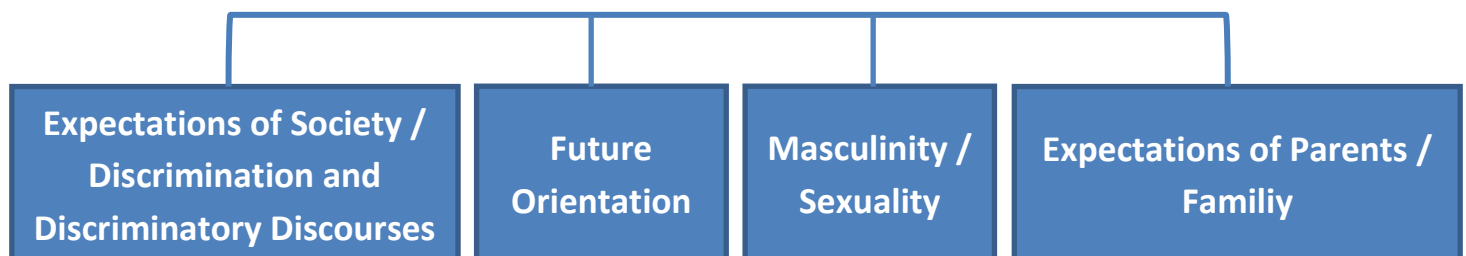 Expectations of Society /
Discrimination and
Discriminatory Discourses
Future
Orientation
Masculinity /
Sexuality
Expectations of Parents /
Familiy